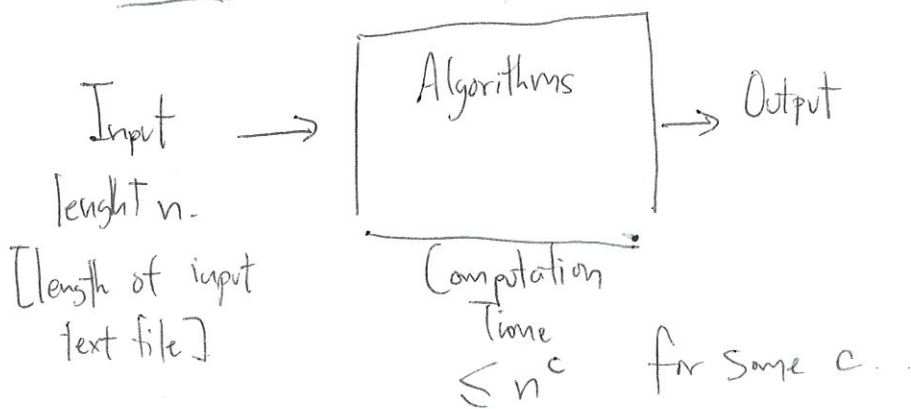 Input
lenght n.
[length of input
text file]
→
Algorithms
→ Output
Computation
Time
≤ n^c for some c..